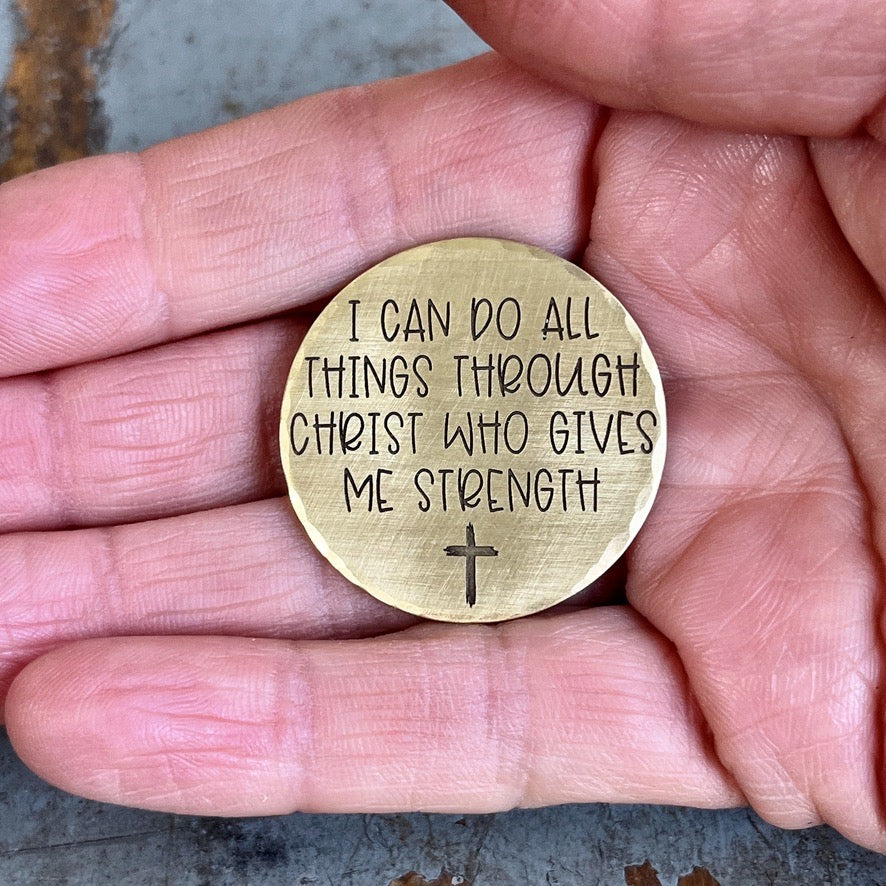 I CAN DO ALL
THINGS THROUGH
CHRIST WHO GIVES
ME STRENGTH